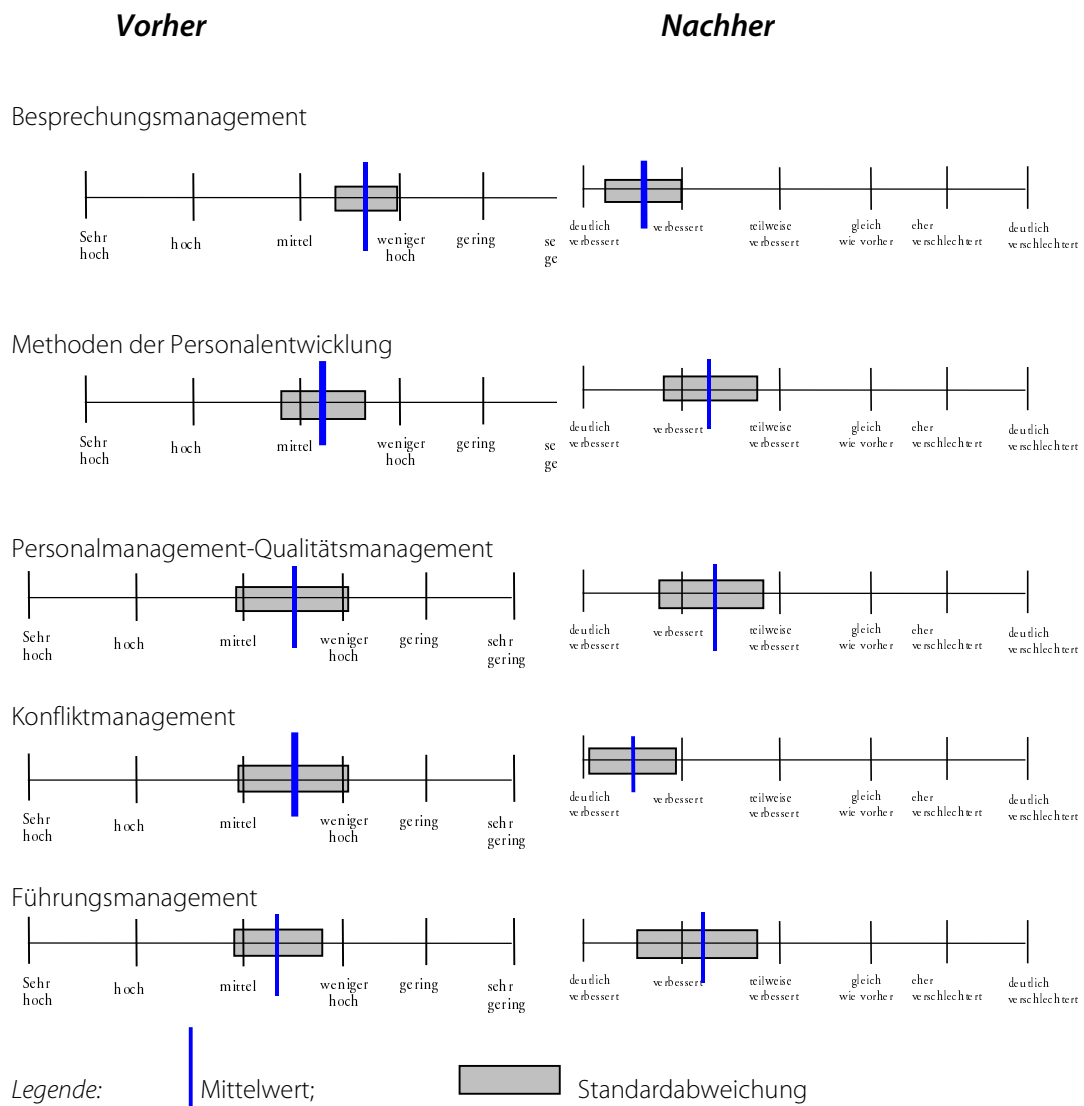 Vorher Nachher
Besprechungsmanagement
Sehr hoch mittel weniger gering se deutlich verbessert teilweise gleich eher deutlich
hoch hoch ge verbessert verbessert wie vorher verschlechtert verschlechtert
Methoden der Personalentwicklung
Sehr hoch mittel weniger gering se deutlich verbessert teilweise gleich eher deutlich
hoch hoch ge verbessert verbessert wie vorher verschlechtert verschlechtert
Personalmanagement-Qualitätsmanagement
Sehr hoch mittel weniger gering sehr deutlich verbessert teilweise gleich eher deutlich
hoch hoch gering verbessert verbessert wie vorher verschlechtert verschlechtert
Konfliktmanagement
Sehr hoch mittel weniger gering sehr deutlich verbessert teilweise gleich eher deutlich
hoch hoch gering verbessert verbessert wie vorher verschlechtert verschlechtert
Führungsmanagement
Sehr hoch mittel weniger gering sehr deutlich verbessert teilweise gleich eher deutlich
hoch hoch gering verbessert verbessert wie vorher verschlechtert verschlechtert
Legende: Mittelwert; Standardabweichung